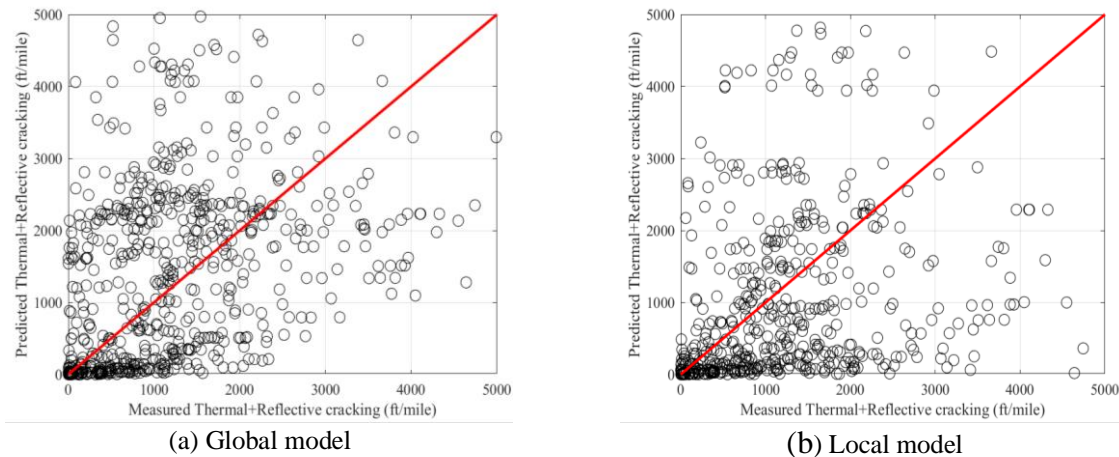 5000
4000
3000
2000
1000
0
0 1000 2000 3000 4000 5000
Predicted Thermal+Reflective cracking (ft/mile)
Measured Thermal+Reflective cracking (ft/mile)
(a) Global model
5000
4000
3000
2000
1000
0
0 1000 2000 3000 4000 5000
Predicted Thermal+Reflective cracking (ft/mile)
Measured Thermal+Reflective cracking (ft/mile)
(b) Local model